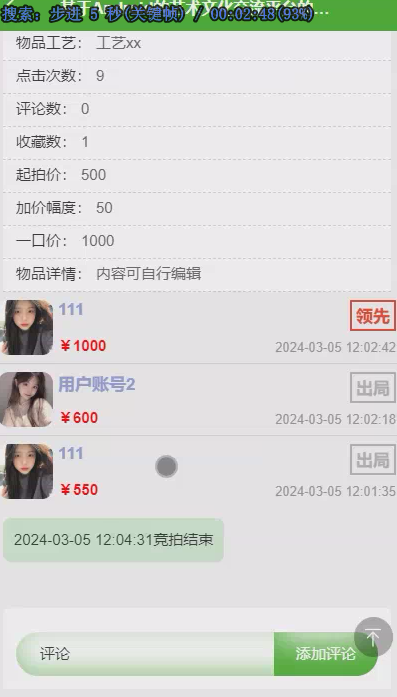 搜索: 步进 5 秒(关键帧) / 00:02:48(93%)
物品工艺： 工艺xx
点击次数： 9
评论数： 0
收藏数： 1
起拍价： 500
加价幅度： 50
一口价： 1000
物品详情： 内容可自行编辑
111
领先
￥1000
2024-03-05 12:02:42
用户账号2
出局
￥600
2024-03-05 12:02:18
111
出局
￥550
2024-03-05 12:01:35
2024-03-05 12:04:31竞拍结束
评论
添加评论